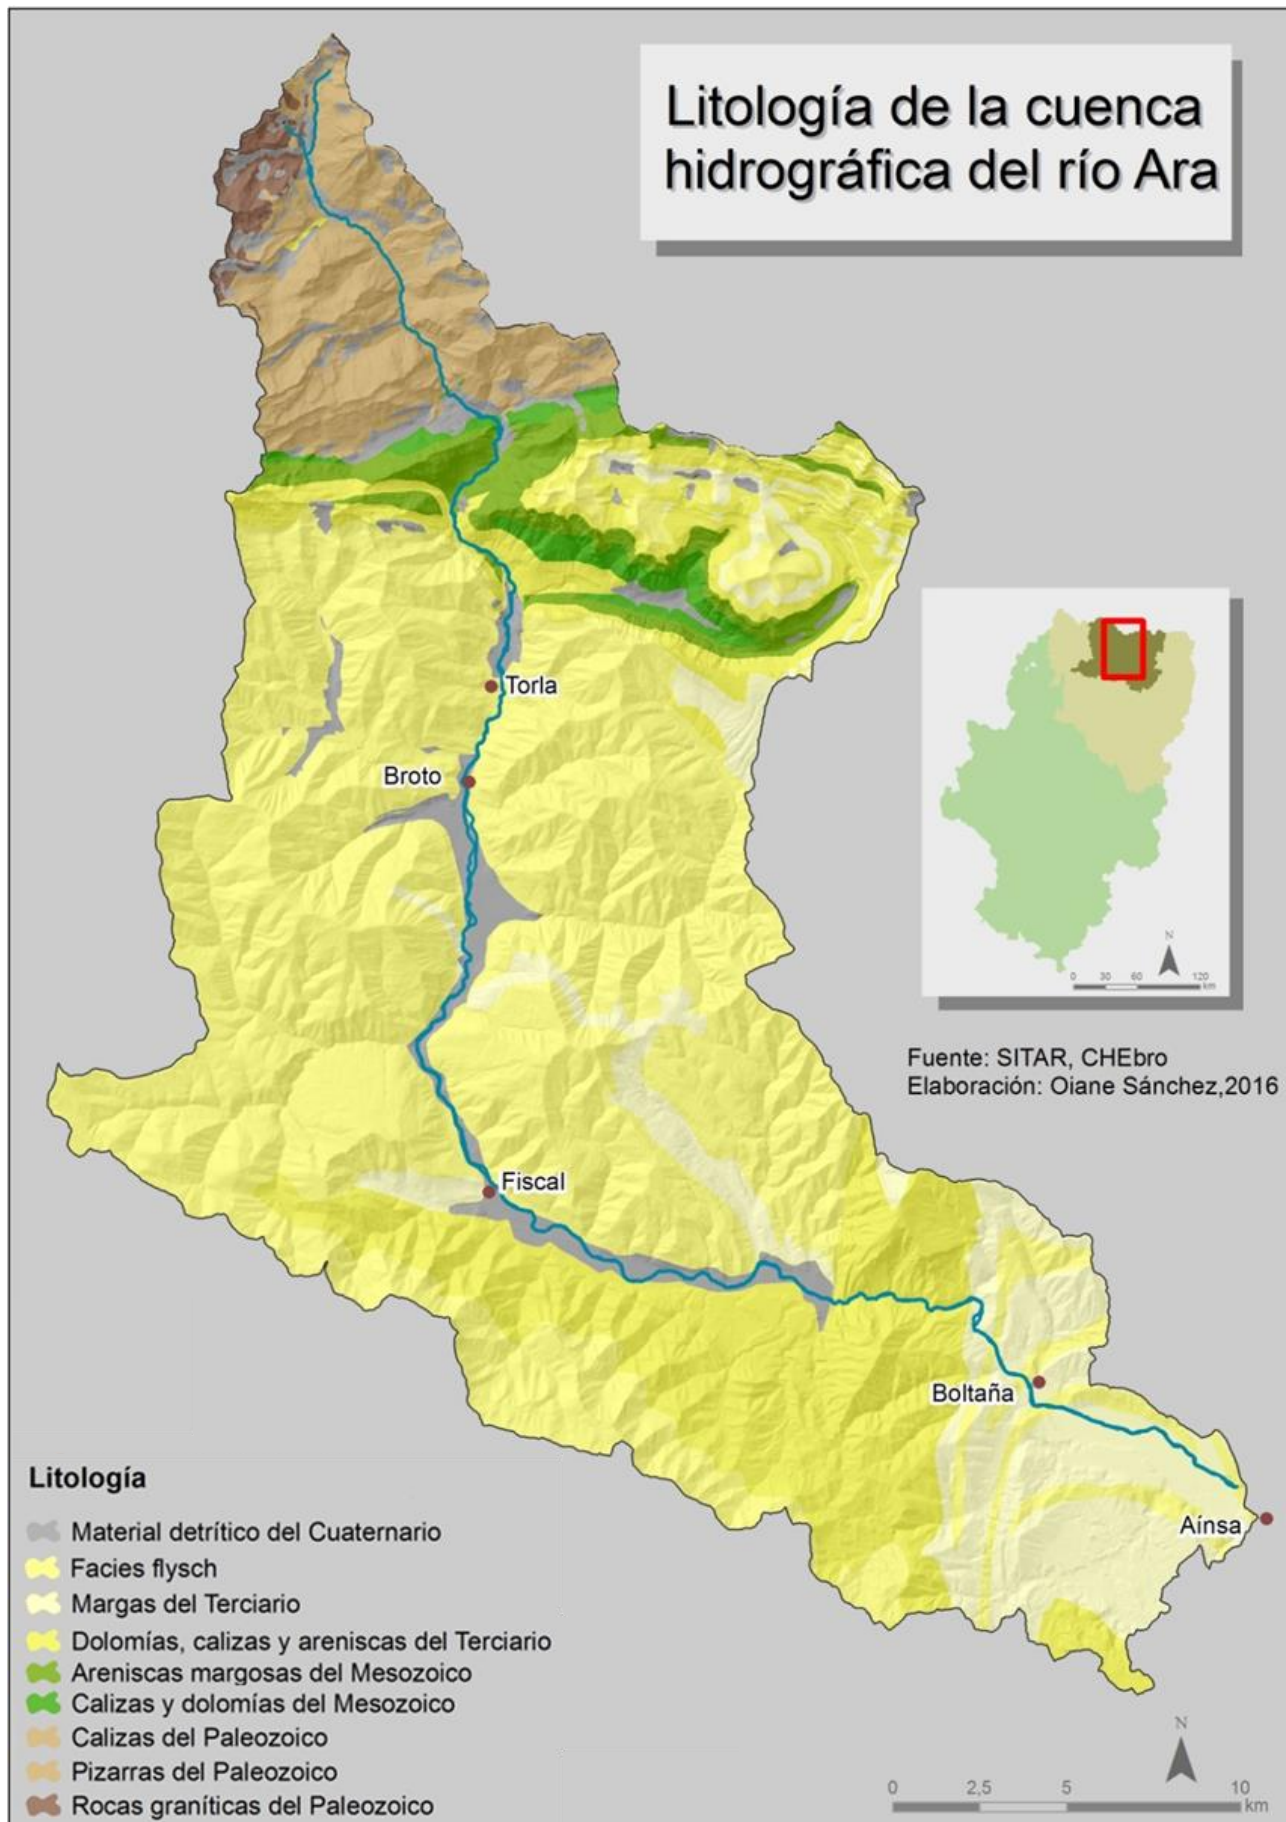 Litología de la cuenca
hidrográfica del río Ara
Torla
Broto
N
0 30 60 120
km
Fuente: SITAR, CHEbro
Elaboración: Oiane Sánchez,2016
Fiscal
Boltaña
Aínsa
Litología
Material detrítico del Cuaternario
Facies flysch
Margas del Terciario
Dolomías, calizas y areniscas del Terciario
Areniscas margosas del Mesozoico
Calizas y dolomías del Mesozoico
Calizas del Paleozoico
Pizarras del Paleozoico
Rocas graníticas del Paleozoico
N
0 2,5 5 10
km